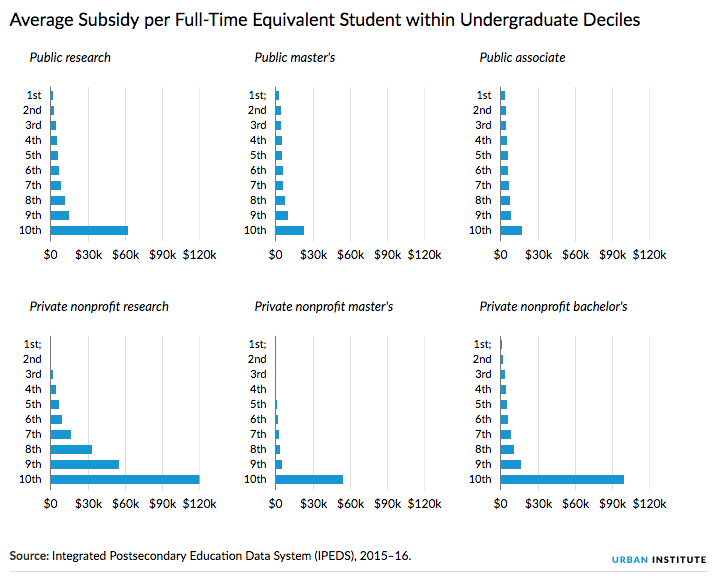 Average Subsidy per Full-Time Equivalent Student within Undergraduate Deciles
Public research
1st
2nd
3rd
4th
5th
6th
7th
8th
9th
10th
$0 $30k $60k $90k $120k
Public master's
1st;
2nd
3rd
4th
5th
6th
7th
8th
9th
10th
$0 $30k $60k $90k $120k
Public associate
1st
2nd
3rd
4th
5th
6th
7th
8th
9th
10th
$0 $30k $60k $90k $120k
Private nonprofit research
1st;
2nd
3rd
4th
5th
6th
7th
8th
9th
10th
$0 $30k $60k $90k $120k
Private nonprofit master's
1st;
2nd
3rd
4th
5th
6th
7th
8th
9th
10th
$0 $30k $60k $90k $120k
Private nonprofit bachelor's
1st;
2nd
3rd
4th
5th
6th
7th
8th
9th
10th
$0 $30k $60k $90k $120k
Source: Integrated Postsecondary Education Data System (IPEDS), 2015–16.
URBAN INSTITUTE